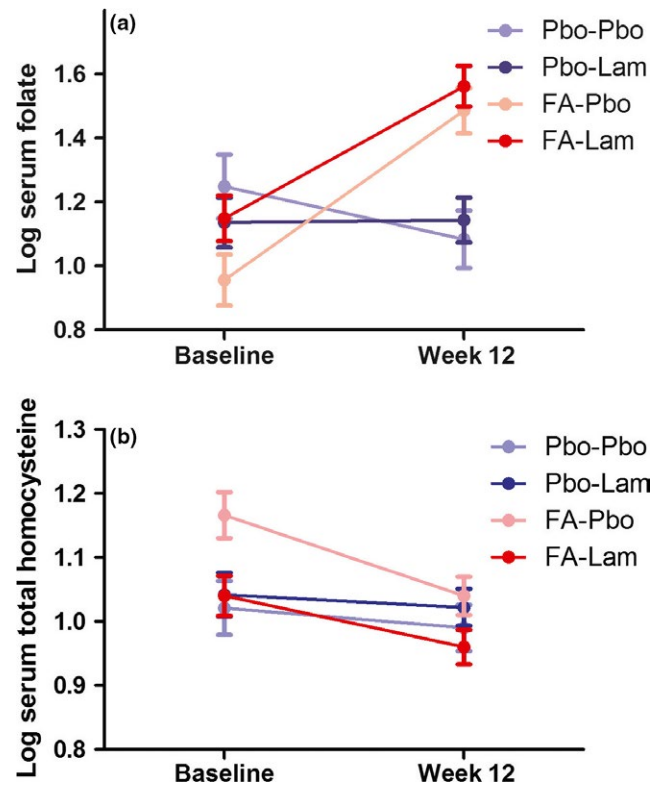 (a)
Pbo-Pbo
Pbo-Lam
FA-Pbo
FA-Lam
Log serum folate
1.6
1.4
1.2
1.0
0.8
Baseline
Week 12
(b)
Pbo-Pbo
Pbo-Lam
FA-Pbo
FA-Lam
Log serum total homocysteine
1.3
1.2
1.1
1.0
0.9
0.8
Baseline
Week 12